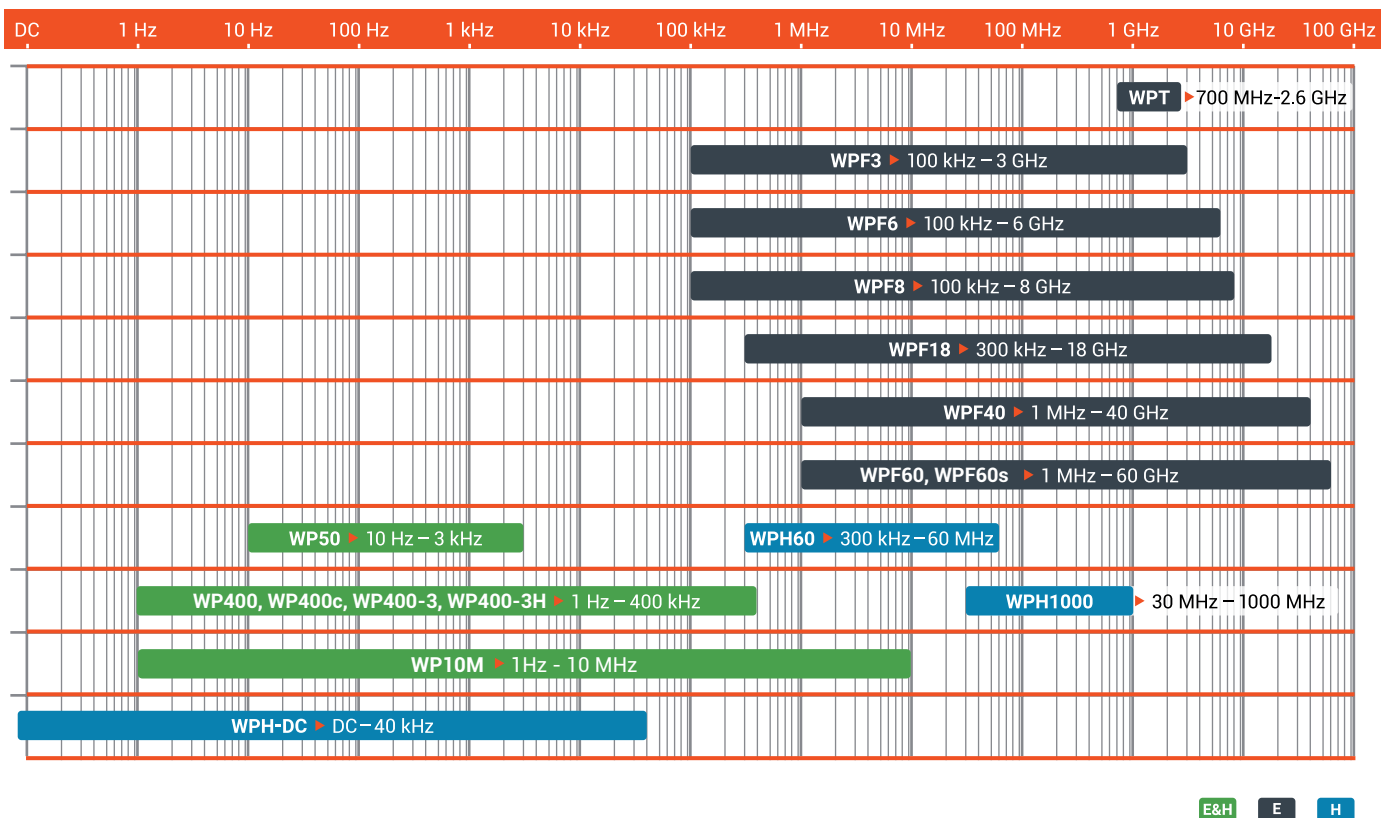 DC 1 Hz 10 Hz 100 Hz 1 kHz 10 kHz 100 kHz 1 MHz 10 MHz 100 MHz 1 GHz 10 GHz 100 GHz
WPT ▶ 700 MHz-2.6 GHz
WPF3 ▶ 100 kHz – 3 GHz
WPF6 ▶ 100 kHz – 6 GHz
WPF8 ▶ 100 kHz – 8 GHz
WPF18 ▶ 300 kHz – 18 GHz
WPF40 ▶ 1 MHz – 40 GHz
WPF60, WPF60s ▶ 1 MHz – 60 GHz
WP50 ▶ 10 Hz – 3 kHz WPH60 ▶ 300 kHz – 60 MHz
WP400, WP400c, WP400-3, WP400-3H ▶ 1 Hz – 400 kHz WPH1000 ▶ 30 MHz – 1000 MHz
WP10M ▶ 1Hz - 10 MHz
WPH-DC ▶ DC – 40 kHz
E&H E H